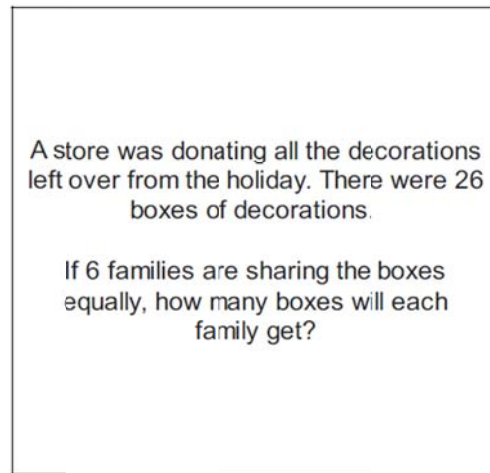 A store was donating all the decorations
left over from the holiday. There were 26
boxes of decorations.
If 6 families are sharing the boxes
equally, how many boxes will each
family get?